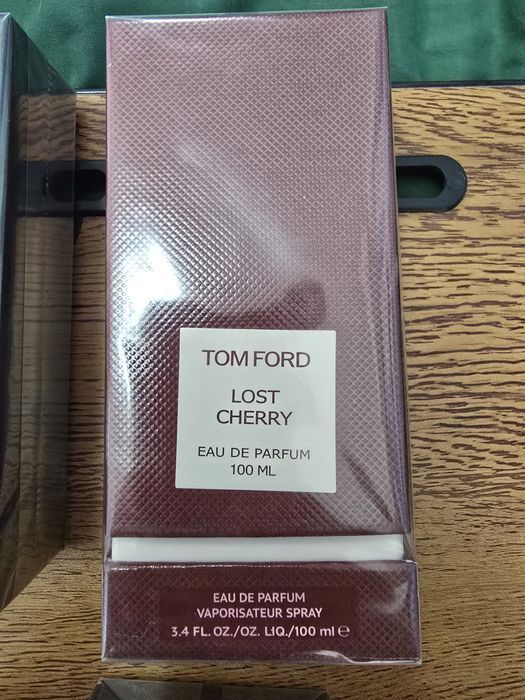 TOM FORD
LOST
CHERRY
EAU DE PARFUM
100 ML
EAU DE PARFUM
VAPORISATEUR SPRAY
3.4 FL. OZ./OZ. LIQ./100 ml ℮